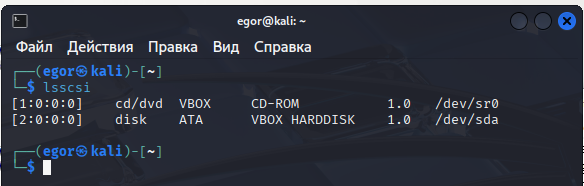 egor@kali: ~
Файл Действия Правка Вид Справка
┌──(egor㉿kali)-[~]
└─$ lsscsi
[1:0:0:0]    cd/dvd  VBOX     CD-ROM           1.0   /dev/sr0
[2:0:0:0]    disk    ATA      VBOX HARDDISK    1.0   /dev/sda
┌──(egor㉿kali)-[~]
└─$